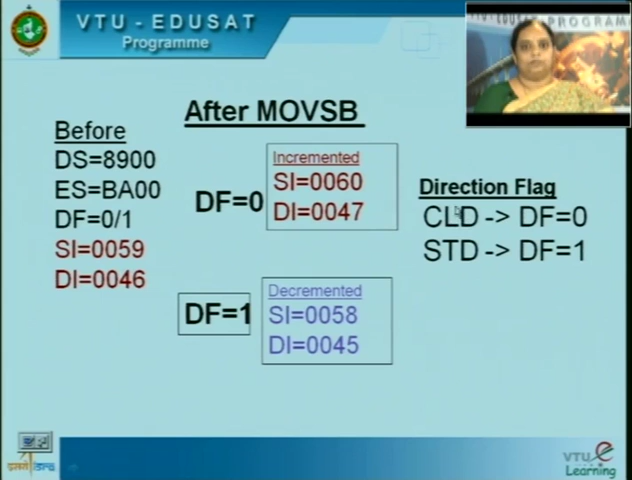 VTU - EDUSAT
Programme
After MOVSB
Before
DS=8900
ES=BA00
DF=0/1
SI=0059
DI=0046
DF=0
Incremented
SI=0060
DI=0047
DF=1
Decremented
SI=0058
DI=0045
Direction Flag
CLD -> DF=0
STD -> DF=1
VTU e
Learning